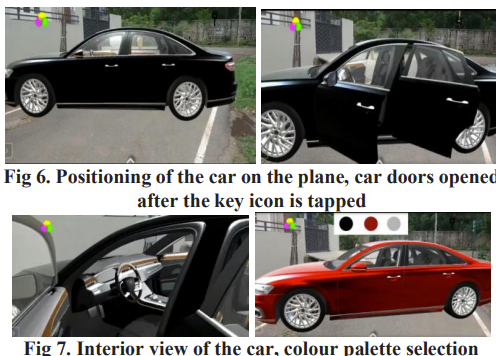 Fig 6. Positioning of the car on the plane, car doors opened
after the key icon is tapped
Fig 7. Interior view of the car, colour palette selection